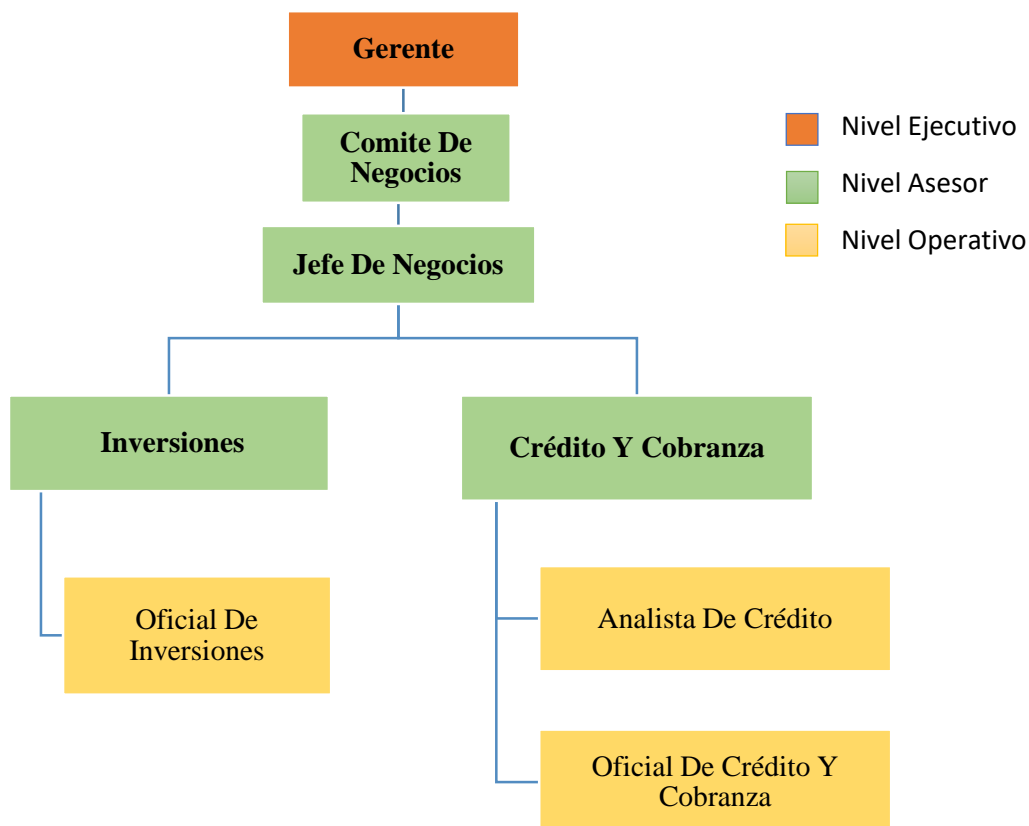 Gerente
Comite De
Negocios
Jefe De Negocios
Nivel Ejecutivo
Nivel Asesor
Nivel Operativo
Inversiones
Crédito Y Cobranza
Oficial De
Inversiones
Analista De Crédito
Oficial De Crédito Y
Cobranza